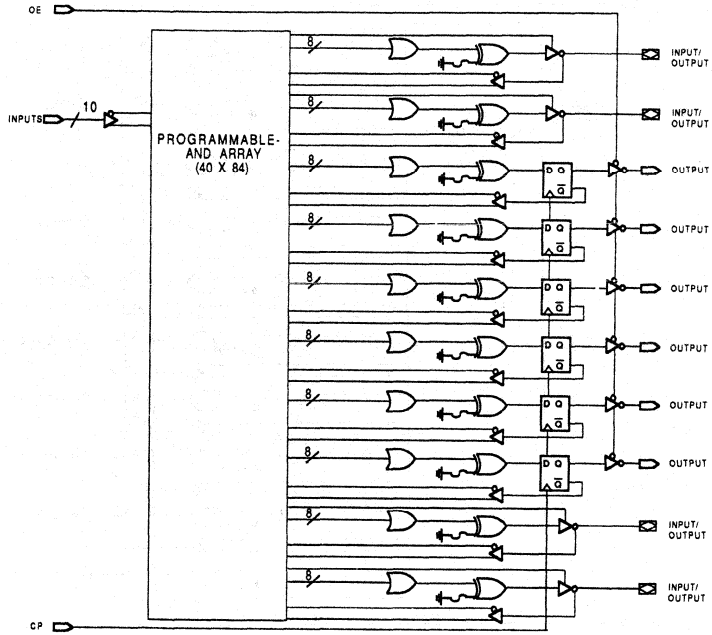 OE
8
INPUT/
OUTPUT
10
INPUTS
8
INPUT/
OUTPUT
PROGRAMMABLE-
AND ARRAY
(40 X 84)
8
D Q
Q
OUTPUT
8
D Q
Q
OUTPUT
8
D Q
Q
OUTPUT
8
D Q
Q
OUTPUT
8
D Q
Q
OUTPUT
8
D Q
Q
OUTPUT
8
INPUT/
OUTPUT
8
INPUT/
OUTPUT
CP